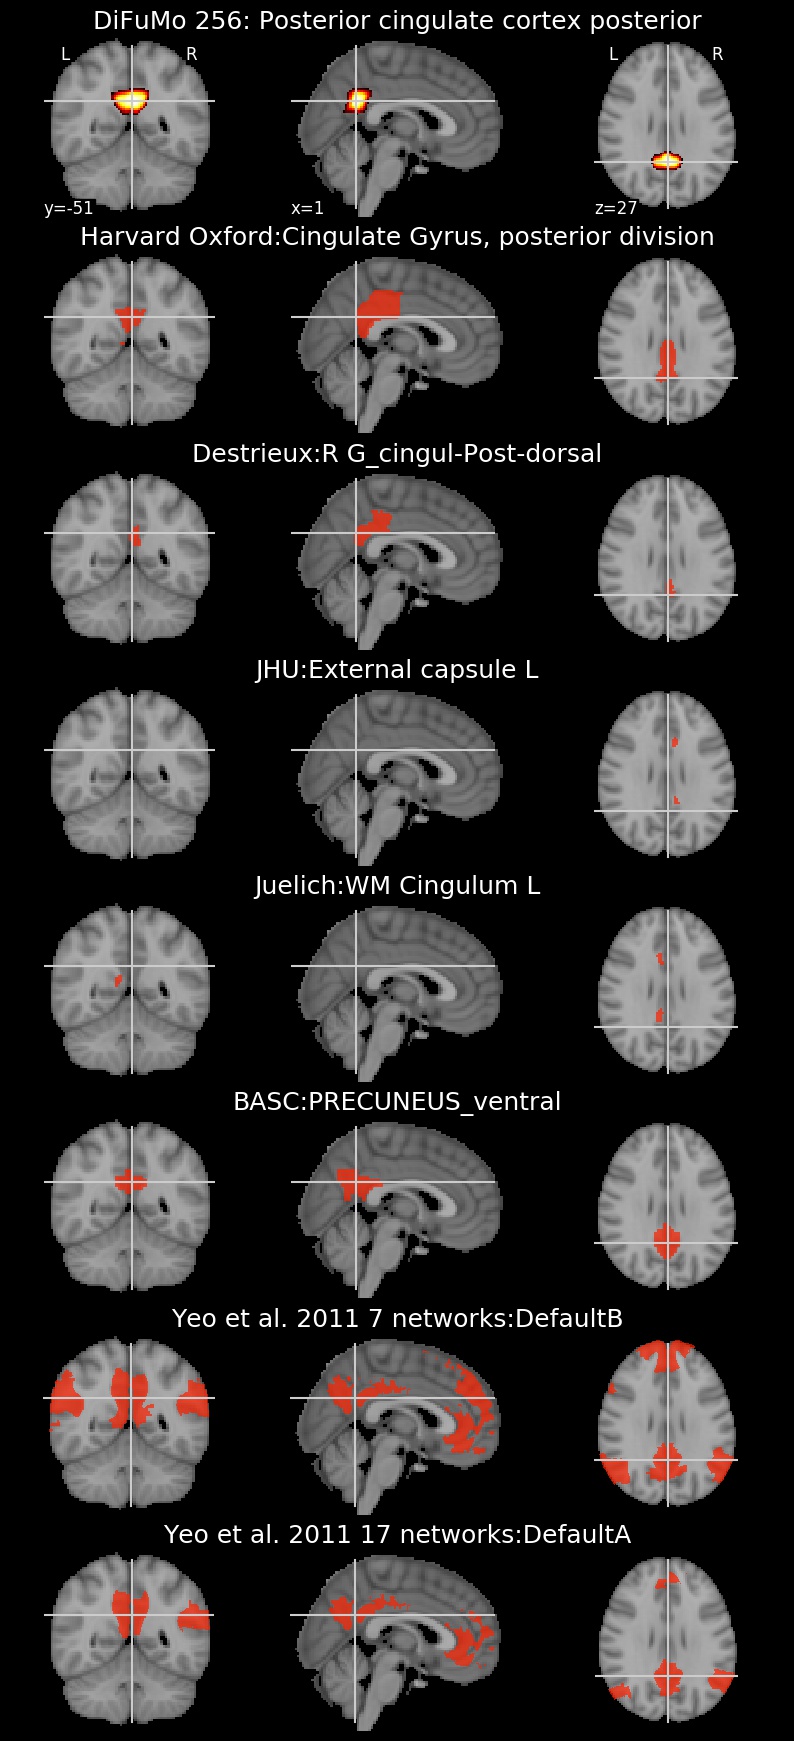 DiFuMo 256: Posterior cingulate cortex posterior
L R L R
y=-51 x=1 z=27
Harvard Oxford:Cingulate Gyrus, posterior division
Destrieux:R G_cingul-Post-dorsal
JHU:External capsule L
Juelich:WM Cingulum L
BASC:PRECUNEUS_ventral
Yeo et al. 2011 7 networks:DefaultB
Yeo et al. 2011 17 networks:DefaultA